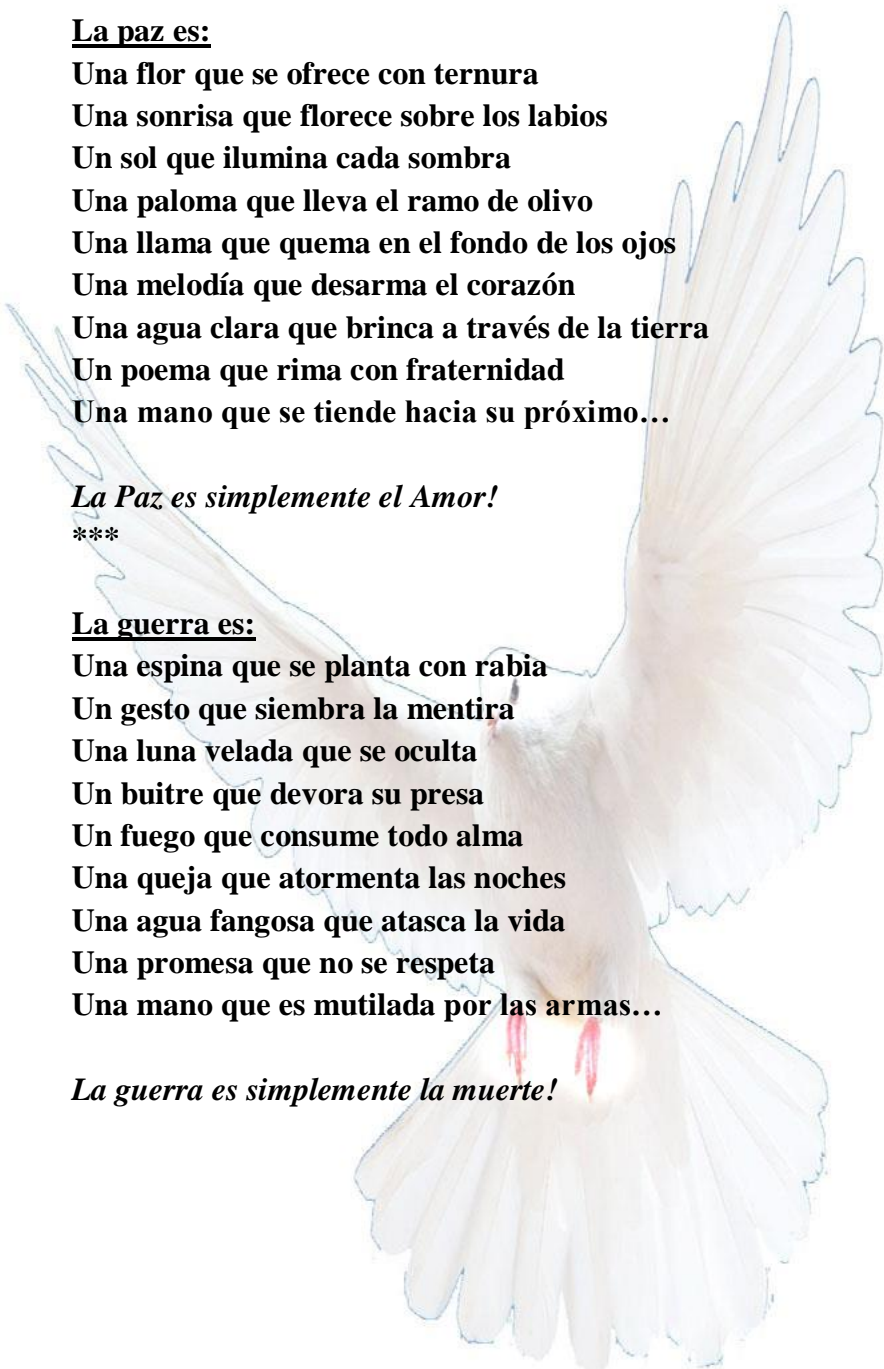 La paz es:
Una flor que se ofrece con ternura
Una sonrisa que florece sobre los labios
Un sol que ilumina cada sombra
Una paloma que lleva el ramo de olivo
Una llama que quema en el fondo de los ojos
Una melodía que desarma el corazón
Una agua clara que brinca a través de la tierra
Un poema que rima con fraternidad
Una mano que se tiende hacia su próximo…
La Paz es simplemente el Amor!
***
La guerra es:
Una espina que se planta con rabia
Un gesto que siembra la mentira
Una luna velada que se oculta
Un buitre que devora su presa
Un fuego que consume todo alma
Una queja que atormenta las noches
Una agua fangosa que atasca la vida
Una promesa que no se respeta
Una mano que es mutilada por las armas…
La guerra es simplemente la muerte!